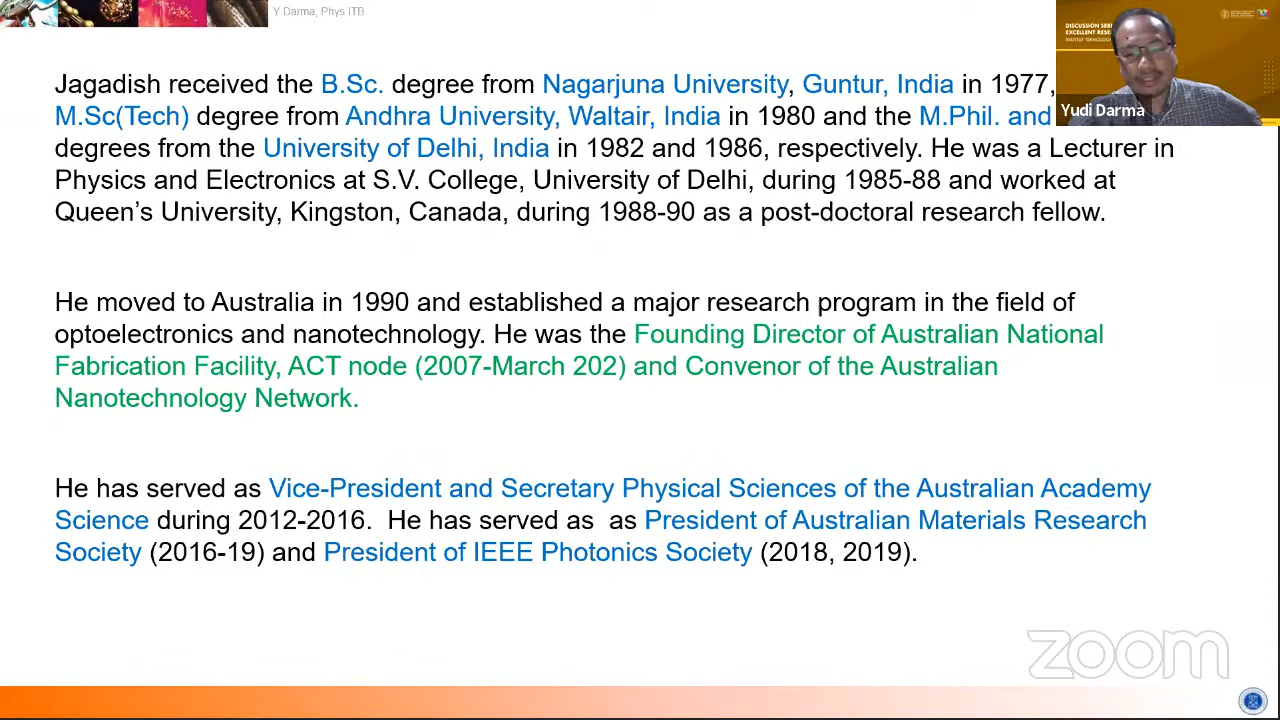 Y Darma, Phys ITB
DISCUSSION SERI
EXCELLENT RESE
INSTITUT TEKNOLOG
Yudi Darma
Jagadish received the B.Sc. degree from Nagarjuna University, Guntur, India in 1977,
M.Sc(Tech) degree from Andhra University, Waltair, India in 1980 and the M.Phil. and
degrees from the University of Delhi, India in 1982 and 1986, respectively. He was a Lecturer in
Physics and Electronics at S.V. College, University of Delhi, during 1985-88 and worked at
Queen’s University, Kingston, Canada, during 1988-90 as a post-doctoral research fellow.
He moved to Australia in 1990 and established a major research program in the field of
optoelectronics and nanotechnology. He was the Founding Director of Australian National
Fabrication Facility, ACT node (2007-March 202) and Convenor of the Australian
Nanotechnology Network.
He has served as Vice-President and Secretary Physical Sciences of the Australian Academy
Science during 2012-2016.  He has served as  as President of Australian Materials Research
Society (2016-19) and President of IEEE Photonics Society (2018, 2019).
zoom